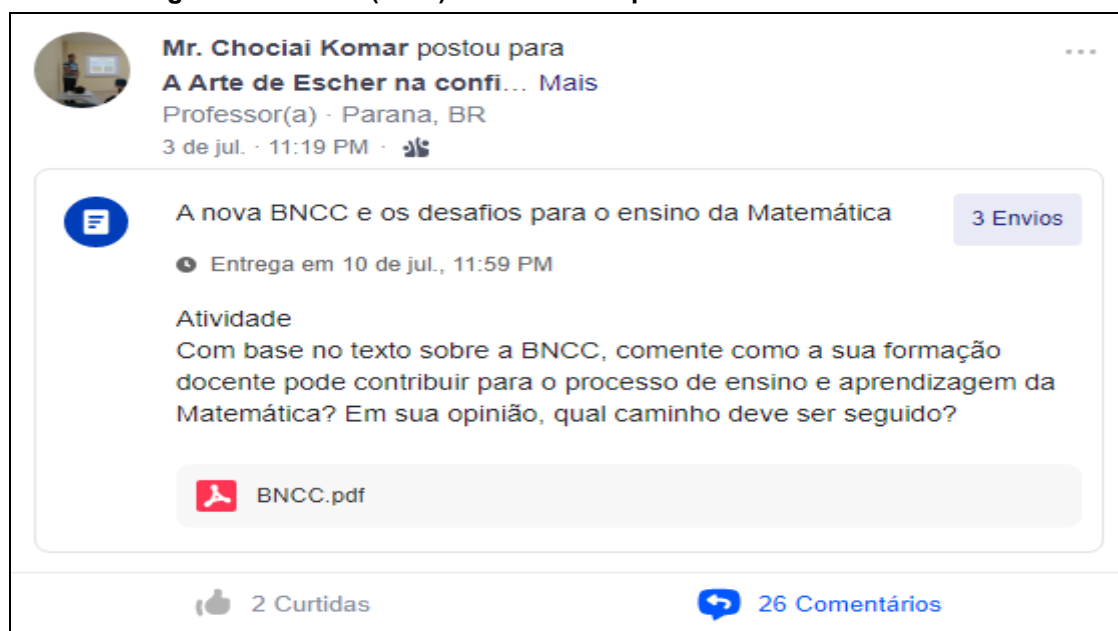 Mr. Chociai Komar postou para
A Arte de Escher na confi... Mais
Professor(a) · Parana, BR
3 de jul. · 11:19 PM ·
A nova BNCC e os desafios para o ensino da Matemática
3 Envios
Entrega em 10 de jul., 11:59 PM
Atividade
Com base no texto sobre a BNCC, comente como a sua formação
docente pode contribuir para o processo de ensino e aprendizagem da
Matemática? Em sua opinião, qual caminho deve ser seguido?
BNCC.pdf
2 Curtidas
26 Comentários